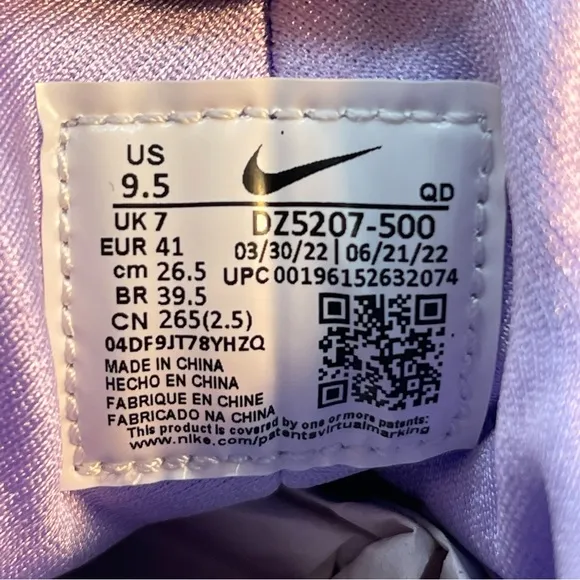 US
9.5
QD
UK 7
DZ5207-500
EUR 41
03/30/22 | 06/21/22
cm 26.5
UPC 00196152632074
BR 39.5
CN 265(2.5)
04DF9JT78YHZQ
MADE IN CHINA
HECHO EN CHINA
FABRIQUE EN CHINE
FABRICADO NA CHINA
This product is covered by one or more patents:
www.nike.com/patentsvirtualmarking